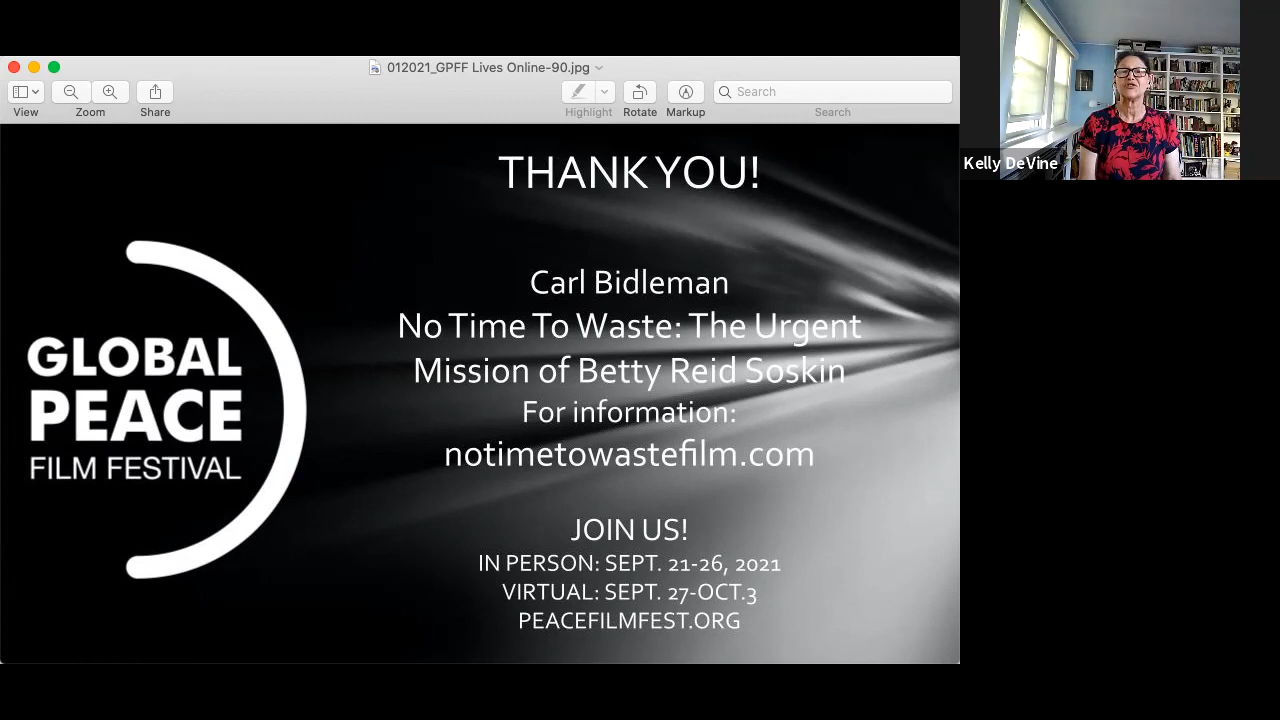 012021_GPFF Lives Online-90.jpg
View
Zoom
Share
Highlight
Rotate
Markup
Search
Search
THANK YOU!
Carl Bidleman
No Time To Waste: The Urgent
Mission of Betty Reid Soskin
For information:
notimetowastefilm.com
JOIN US!
IN PERSON: SEPT. 21-26, 2021
VIRTUAL: SEPT. 27-OCT.3
PEACEFILMFEST.ORG
GLOBAL
PEACE
FILM FESTIVAL
Kelly DeVine